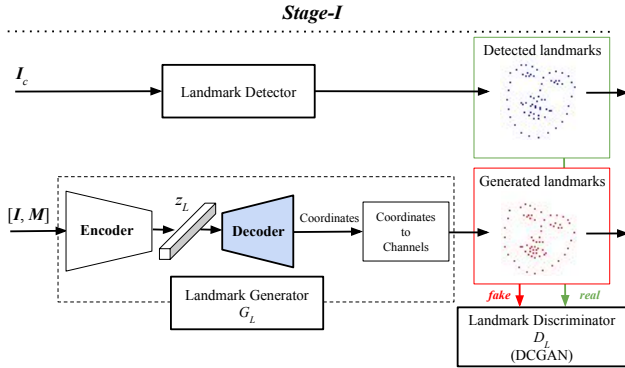 Stage-I
Detected landmarks
I_c
Landmark Detector
Generated landmarks
[I, M]
Encoder
z_L
Decoder
Coordinates
Coordinates
to
Channels
Landmark Generator
G_L
fake
real
Landmark Discriminator
D_L
(DCGAN)